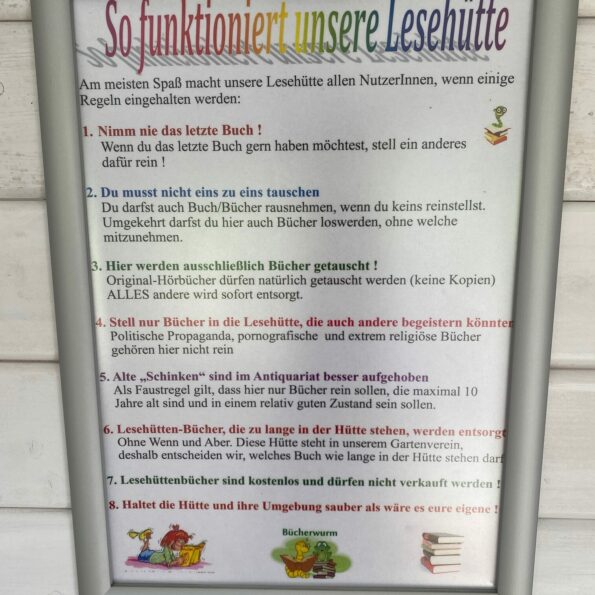 So funktioniert unsere Lesehütte
Am meisten Spaß macht unsere Lesehütte allen NutzerInnen, wenn einige
Regeln eingehalten werden:
1. Nimm nie das letzte Buch !
Wenn du das letzte Buch gern haben möchtest, stell ein anderes
dafür rein !
2. Du musst nicht eins zu eins tauschen
Du darfst auch Buch/Bücher rausnehmen, wenn du keins reinstellst.
Umgekehrt darfst du hier auch Bücher loswerden, ohne welche
mitzunehmen.
3. Hier werden ausschließlich Bücher getauscht !
Original-Hörbücher dürfen natürlich getauscht werden (keine Kopien)
ALLES andere wird sofort entsorgt.
4. Stell nur Bücher in die Lesehütte, die auch andere begeistern könnten
Politische Propaganda, pornografische und extrem religiöse Bücher
gehören hier nicht rein
5. Alte „Schinken“ sind im Antiquariat besser aufgehoben
Als Faustregel gilt, dass hier nur Bücher rein sollen, die maximal 10
Jahre alt sind und in einem relativ guten Zustand sein sollen.
6. Lesehütten-Bücher, die zu lange in der Hütte stehen, werden entsorgt
Ohne Wenn und Aber. Diese Hütte steht in unserem Gartenverein,
deshalb entscheiden wir, welches Buch wie lange in der Hütte stehen darf
7. Lesehüttenbücher sind kostenlos und dürfen nicht verkauft werden !
8. Haltet die Hütte und ihre Umgebung sauber als wäre es eure eigene !
Bücherwurm